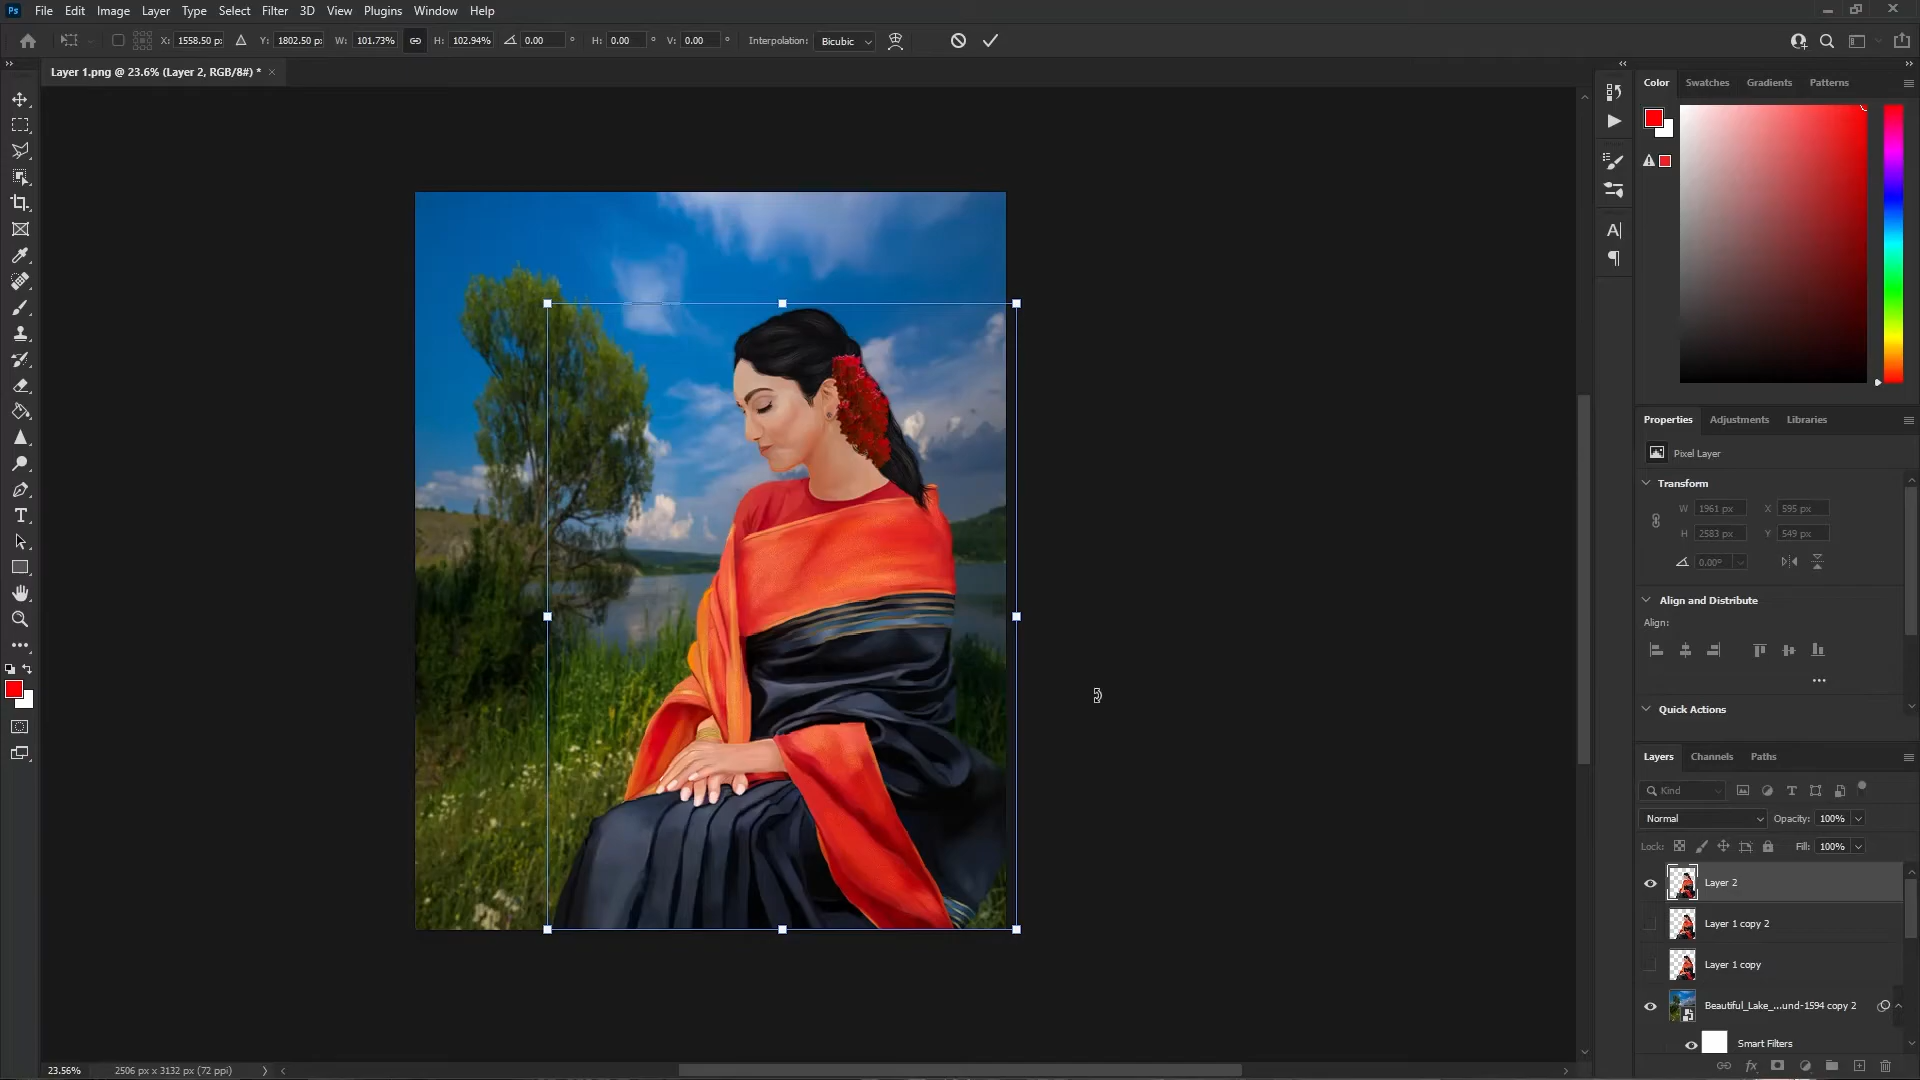 Ps File Edit Image Layer Type Select Filter 3D View Plugins Window Help
X: 1558.50 p: Y: 1802.50 p: W: 101.73% H: 102.94% 0.00 ° H: 0.00 ° V: 0.00 ° Interpolation: Bicubic
Layer 1.png @ 23.6% (Layer 2, RGB/8#) * ×
Color Swatches Gradients Patterns
Properties Adjustments Libraries
Pixel Layer
Transform
W 1961 px X 595 px
H 2583 px Y 549 px
0.00°
Align and Distribute
Align:
Quick Actions
Layers Channels Paths
Kind
Normal Opacity: 100%
Lock: Fill: 100%
Layer 2
Layer 1 copy 2
Layer 1 copy
Beautiful_Lake_...und-1594 copy 2
Smart Filters
23.56% 2506 px x 3132 px (72 ppi)